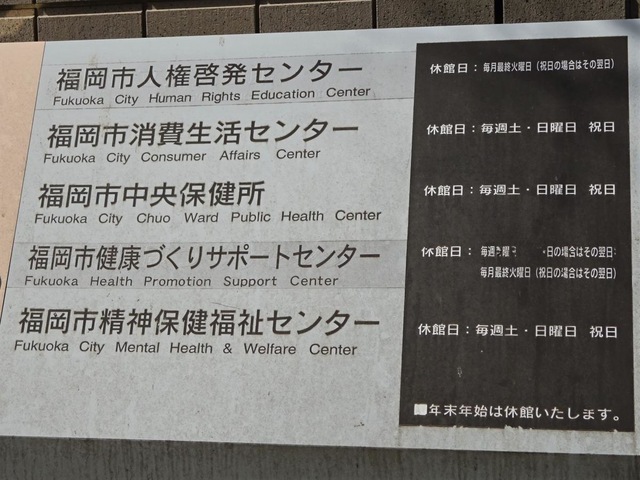 福岡市人権啓発センター 休館日：毎月最終火曜日（祝日の場合はその翌日）
Fukuoka City Human Rights Education Center
福岡市消費生活センター 休館日：毎週土・日曜日 祝日
Fukuoka City Consumer Affairs Center
福岡市中央保健所 休館日：毎週土・日曜日 祝日
Fukuoka City Chuo Ward Public Health Center
福岡市健康づくりサポートセンター 休館日：毎週 曜 日の場合はその翌日
Fukuoka Health Promotion Support Center 毎月最終火曜日（祝日の場合はその翌日）
福岡市精神保健福祉センター 休館日：毎週土・日曜日 祝日
Fukuoka City Mental Health & Welfare Center
■年末年始は休館いたします。